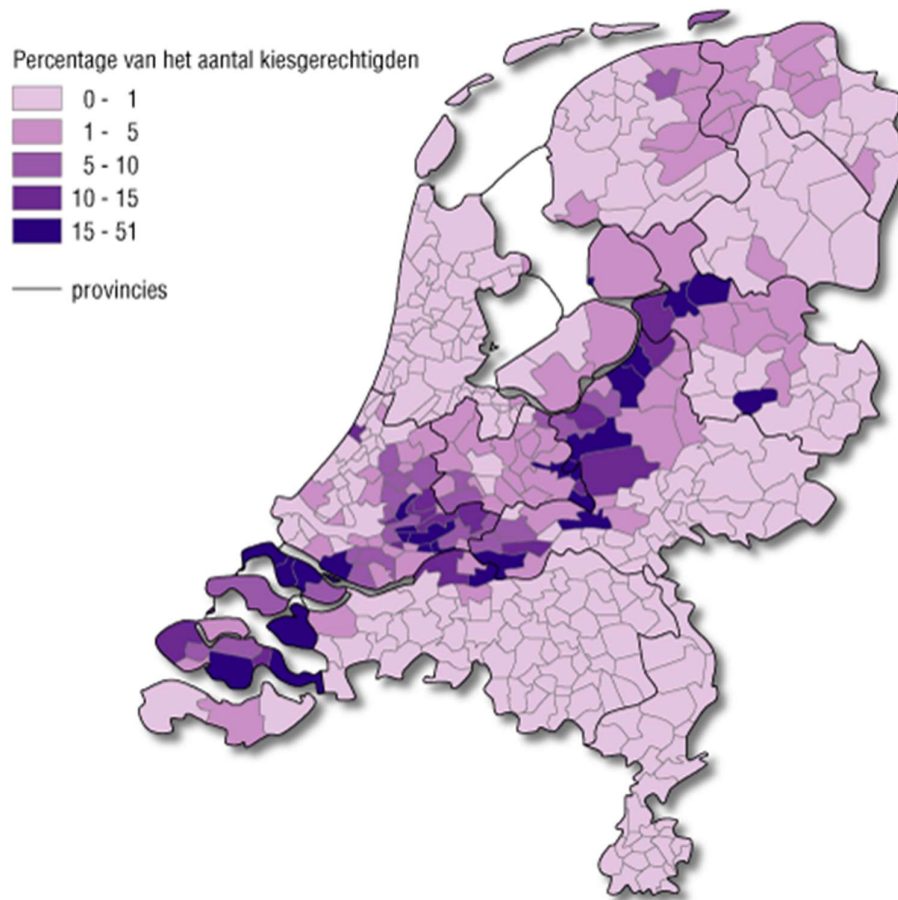 Percentage van het aantal kiesgerechtigden
0 - 1
1 - 5
5 - 10
10 - 15
15 - 51
provincies